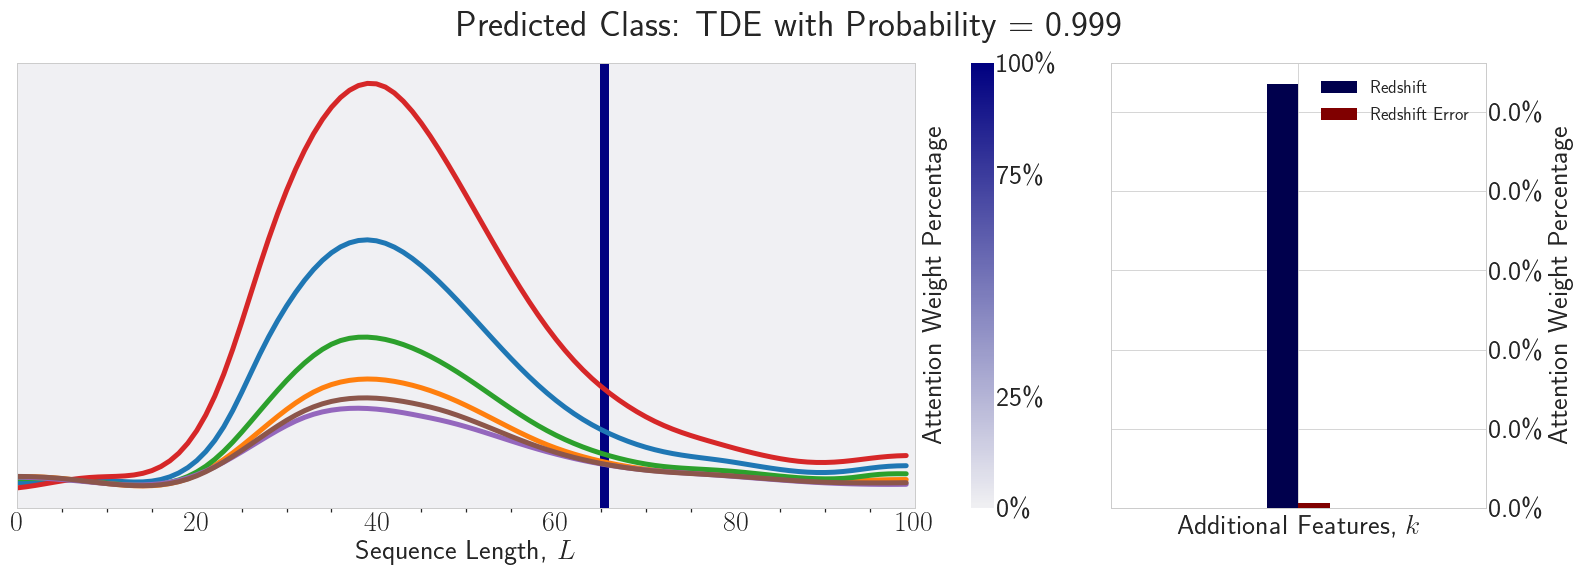 Predicted Class: TDE with Probability = 0.999
0 20 40 60 80 100
Sequence Length, L
Attention Weight Percentage
100%
75%
25%
0%
Redshift
Redshift Error
0.0%
0.0%
0.0%
0.0%
0.0%
0.0%
Attention Weight Percentage
Additional Features, k